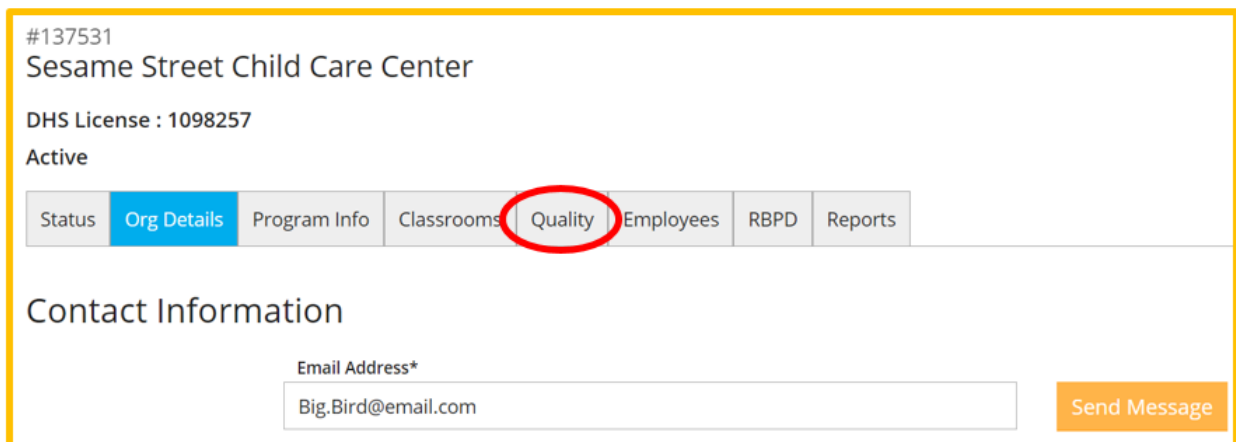 #137531
Sesame Street Child Care Center
DHS License : 1098257
Active
Status Org Details Program Info Classrooms Quality Employees RBPD Reports
Contact Information
Email Address*
Big.Bird@email.com Send Message